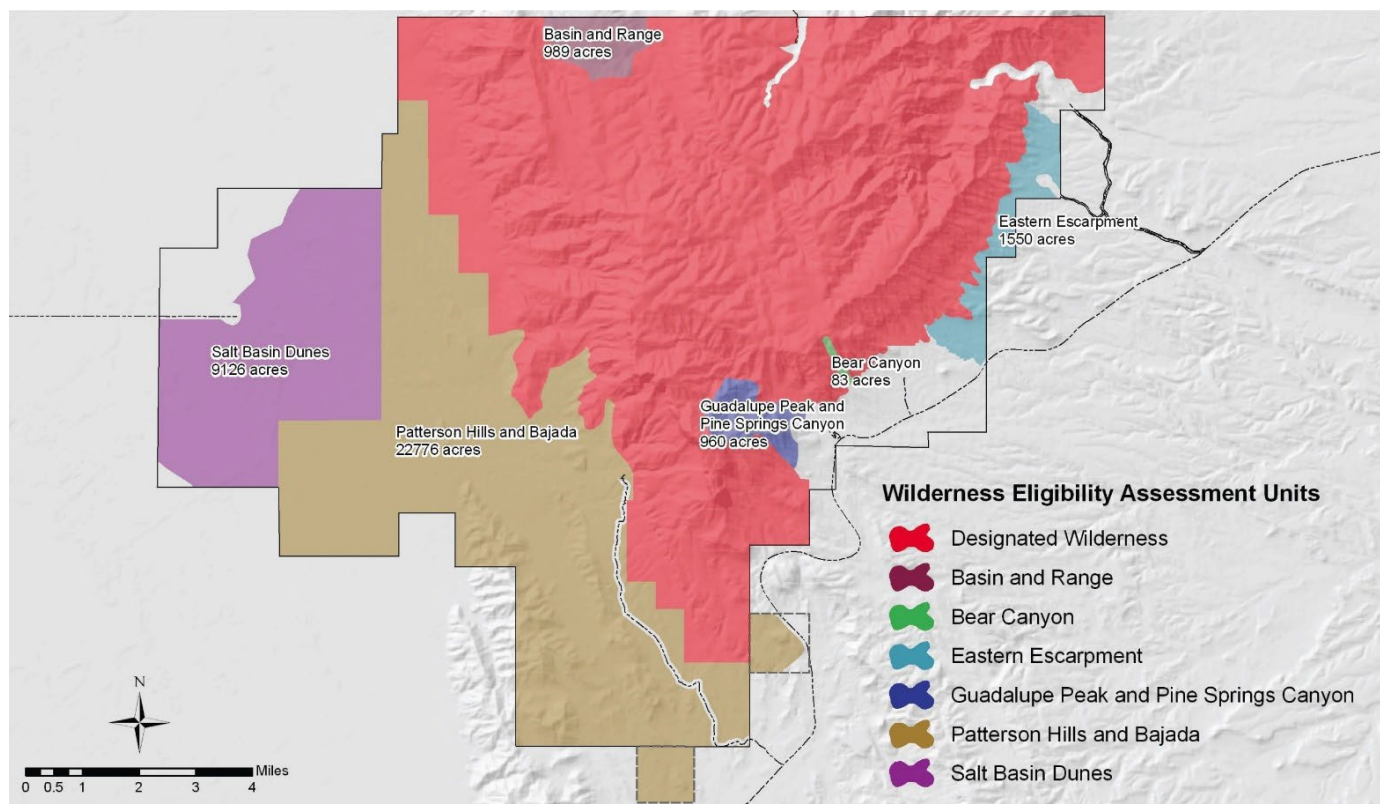 Basin and Range
989 acres
Eastern Escarpment
1550 acres
Salt Basin Dunes
9126 acres
Bear Canyon
83 acres
Guadalupe Peak and
Pine Springs Canyon
960 acres
Patterson Hills and Bajada
22776 acres
Wilderness Eligibility Assessment Units
Designated Wilderness
Basin and Range
Bear Canyon
Eastern Escarpment
Guadalupe Peak and Pine Springs Canyon
Patterson Hills and Bajada
Salt Basin Dunes
N
Miles
0 0.5 1 2 3 4